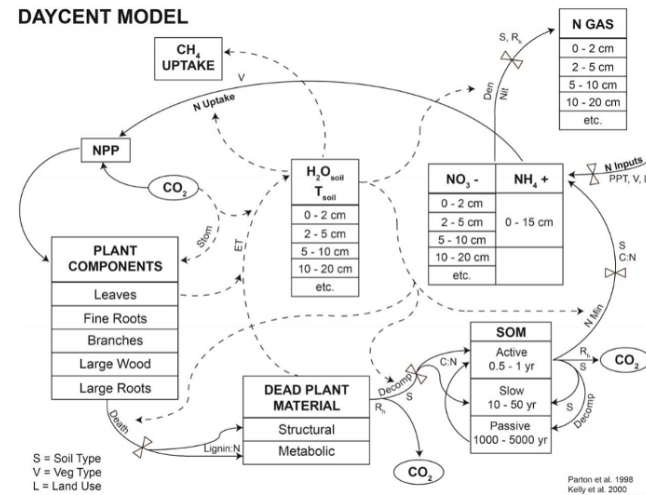 DAYCENT MODEL
CH4
UPTAKE
N GAS
0 - 2 cm
2 - 5 cm
5 - 10 cm
10 - 20 cm
etc.
S, Rh
Den
Nit
V
N Uptake
NPP
CO2
Stom
ET
H2Osoil
Tsoil
0 - 2 cm
2 - 5 cm
5 - 10 cm
10 - 20 cm
etc.
NO3 -
0 - 2 cm
2 - 5 cm
5 - 10 cm
10 - 20 cm
etc.
NH4 +
0 - 15 cm
N Inputs
PPT, V, L
S
C:N
N Min
PLANT
COMPONENTS
Leaves
Fine Roots
Branches
Large Wood
Large Roots
Death
Lignin:N
DEAD PLANT
MATERIAL
Structural
Metabolic
Decomp
Rh
S
CO2
C:N
SOM
Active
0.5 - 1 yr
Slow
10 - 50 yr
Passive
1000 - 5000 yr
Rh
S
CO2
S
Decomp
S = Soil Type
V = Veg Type
L = Land Use
Parton et al. 1998
Kelly et al. 2000